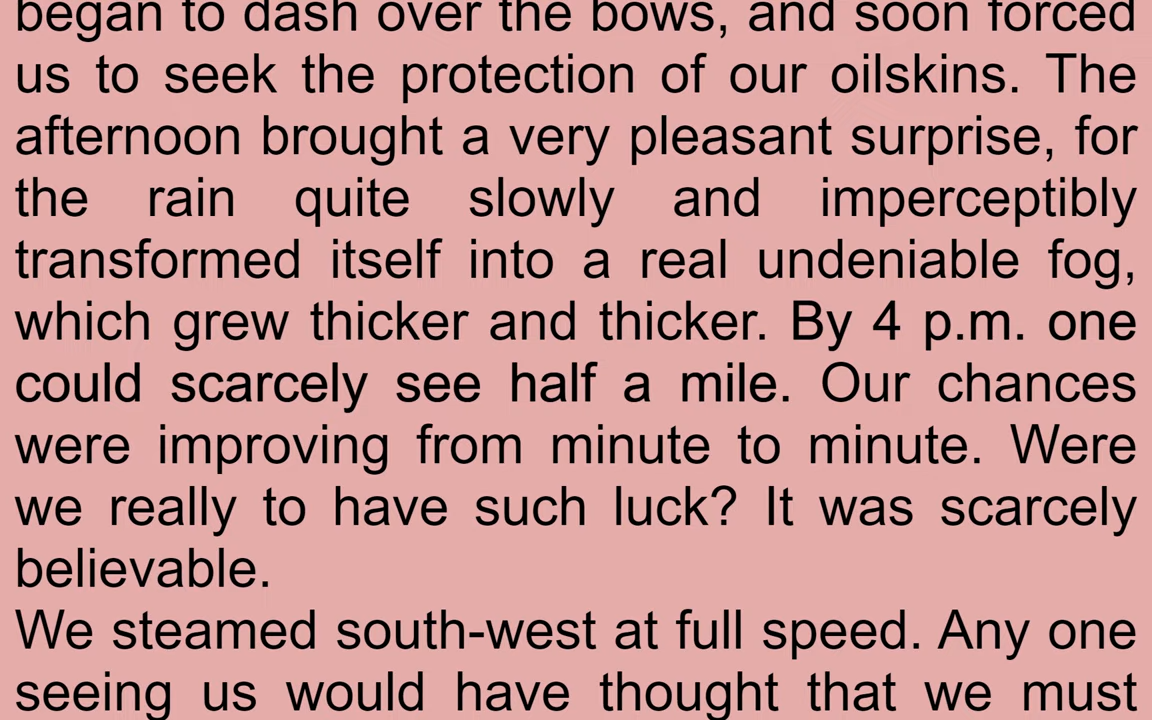 began to dash over the bows, and soon forced
us to seek the protection of our oilskins. The
afternoon brought a very pleasant surprise, for
the rain quite slowly and imperceptibly
transformed itself into a real undeniable fog,
which grew thicker and thicker. By 4 p.m. one
could scarcely see half a mile. Our chances
were improving from minute to minute. Were
we really to have such luck? It was scarcely
believable.
We steamed south-west at full speed. Any one
seeing us would have thought that we must